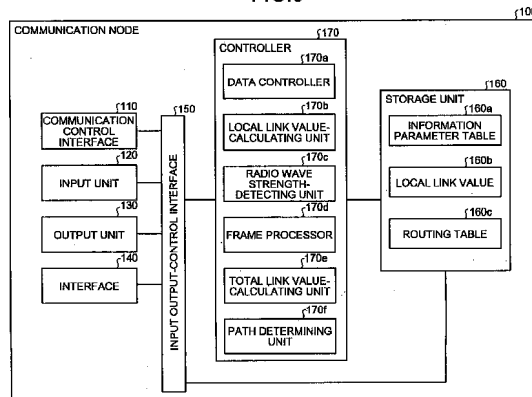 COMMUNICATION NODE
110
COMMUNICATION
CONTROL
INTERFACE
120
INPUT UNIT
130
OUTPUT UNIT
140
INTERFACE
150
INPUT OUTPUT-CONTROL INTERFACE
170
CONTROLLER
170a
DATA CONTROLLER
170b
LOCAL LINK VALUE-
CALCULATING UNIT
170c
RADIO WAVE
STRENGTH-
DETECTING UNIT
170d
FRAME PROCESSOR
170e
TOTAL LINK VALUE-
CALCULATING UNIT
170f
PATH DETERMINING
UNIT
160
STORAGE UNIT
160a
INFORMATION
PARAMETER TABLE
160b
LOCAL LINK VALUE
160c
ROUTING TABLE